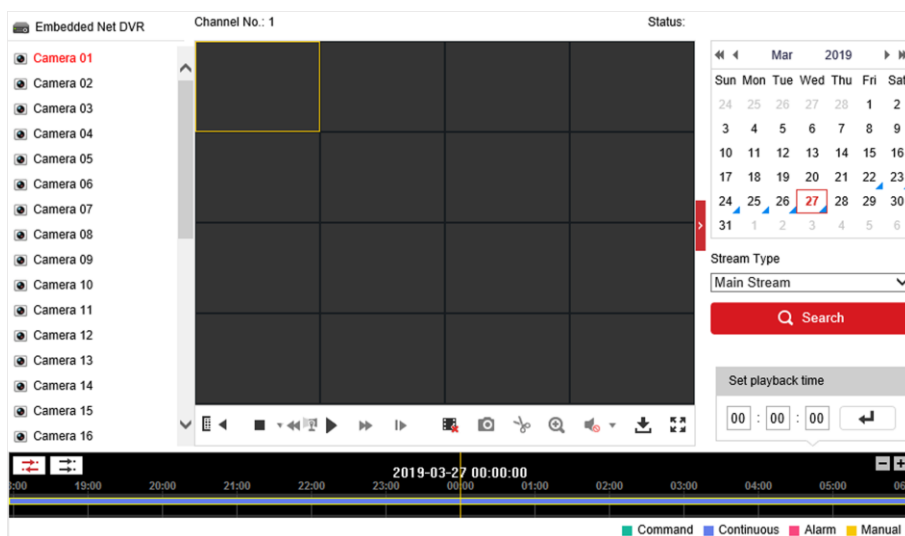 Embedded Net DVR
Channel No.: 1
Status:
Camera 01
Camera 02
Camera 03
Camera 04
Camera 05
Camera 06
Camera 07
Camera 08
Camera 09
Camera 10
Camera 11
Camera 12
Camera 13
Camera 14
Camera 15
Camera 16
Mar 2019
Sun Mon Tue Wed Thu Fri Sat
24 25 26 27 28 1 2
3 4 5 6 7 8 9
10 11 12 13 14 15 16
17 18 19 20 21 22 23
24 25 26 27 28 29 30
31 1 2 3 4 5 6
Stream Type
Main Stream
Search
Set playback time
00 : 00 : 00
2019-03-27 00:00:00
:00 19:00 20:00 21:00 22:00 23:00 00:00 01:00 02:00 03:00 04:00 05:00 06
Command Continuous Alarm Manual